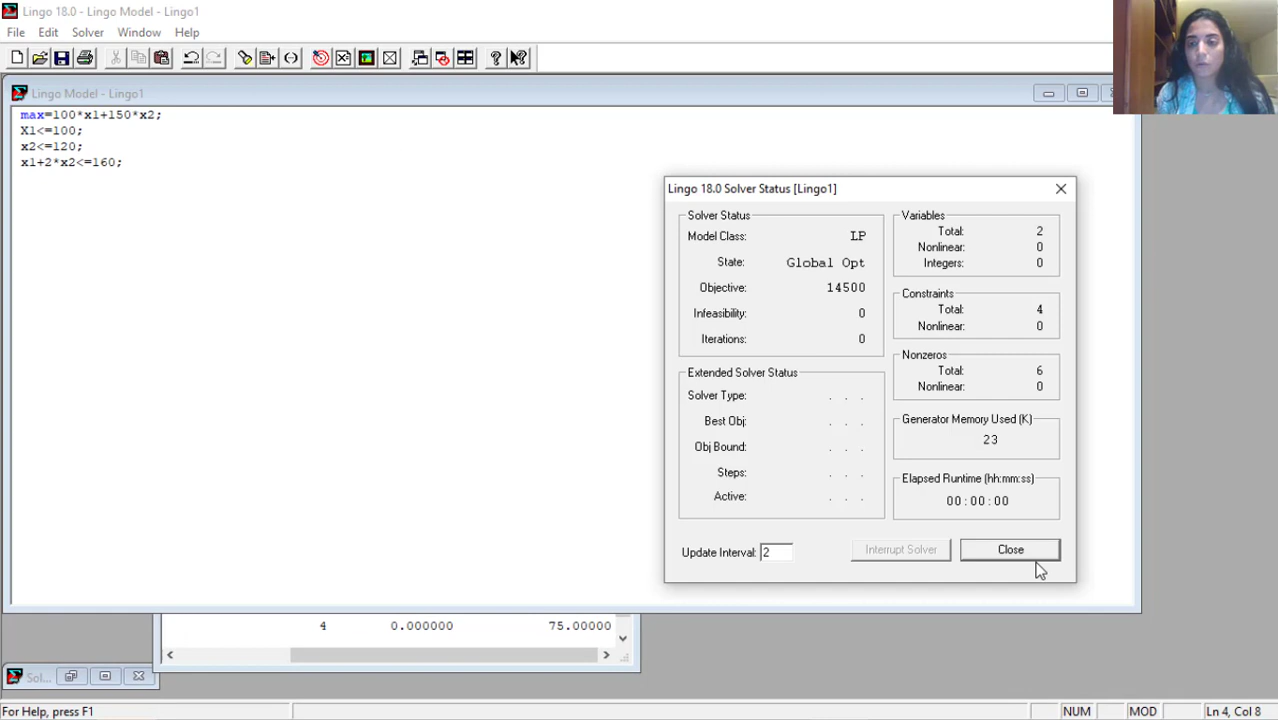 Lingo 18.0 - Lingo Model - Lingo1
File Edit Solver Window Help
Lingo Model - Lingo1
max=100*x1+150*x2;
X1<=100;
x2<=120;
x1+2*x2<=160;
Lingo 18.0 Solver Status [Lingo1]
Solver Status
Model Class: LP
State: Global Opt
Objective: 14500
Infeasibility: 0
Iterations: 0
Extended Solver Status
Solver Type: . . .
Best Obj: . . .
Obj Bound: . . .
Steps: . . .
Active: . . .
Variables
Total: 2
Nonlinear: 0
Integers: 0
Constraints
Total: 4
Nonlinear: 0
Nonzeros
Total: 6
Nonlinear: 0
Generator Memory Used (K)
23
Elapsed Runtime (hh:mm:ss)
00:00:00
Update Interval: 2 Interrupt Solver Close
4 0.000000 75.00000
Sol...
For Help, press F1 NUM MOD Ln 4, Col 8